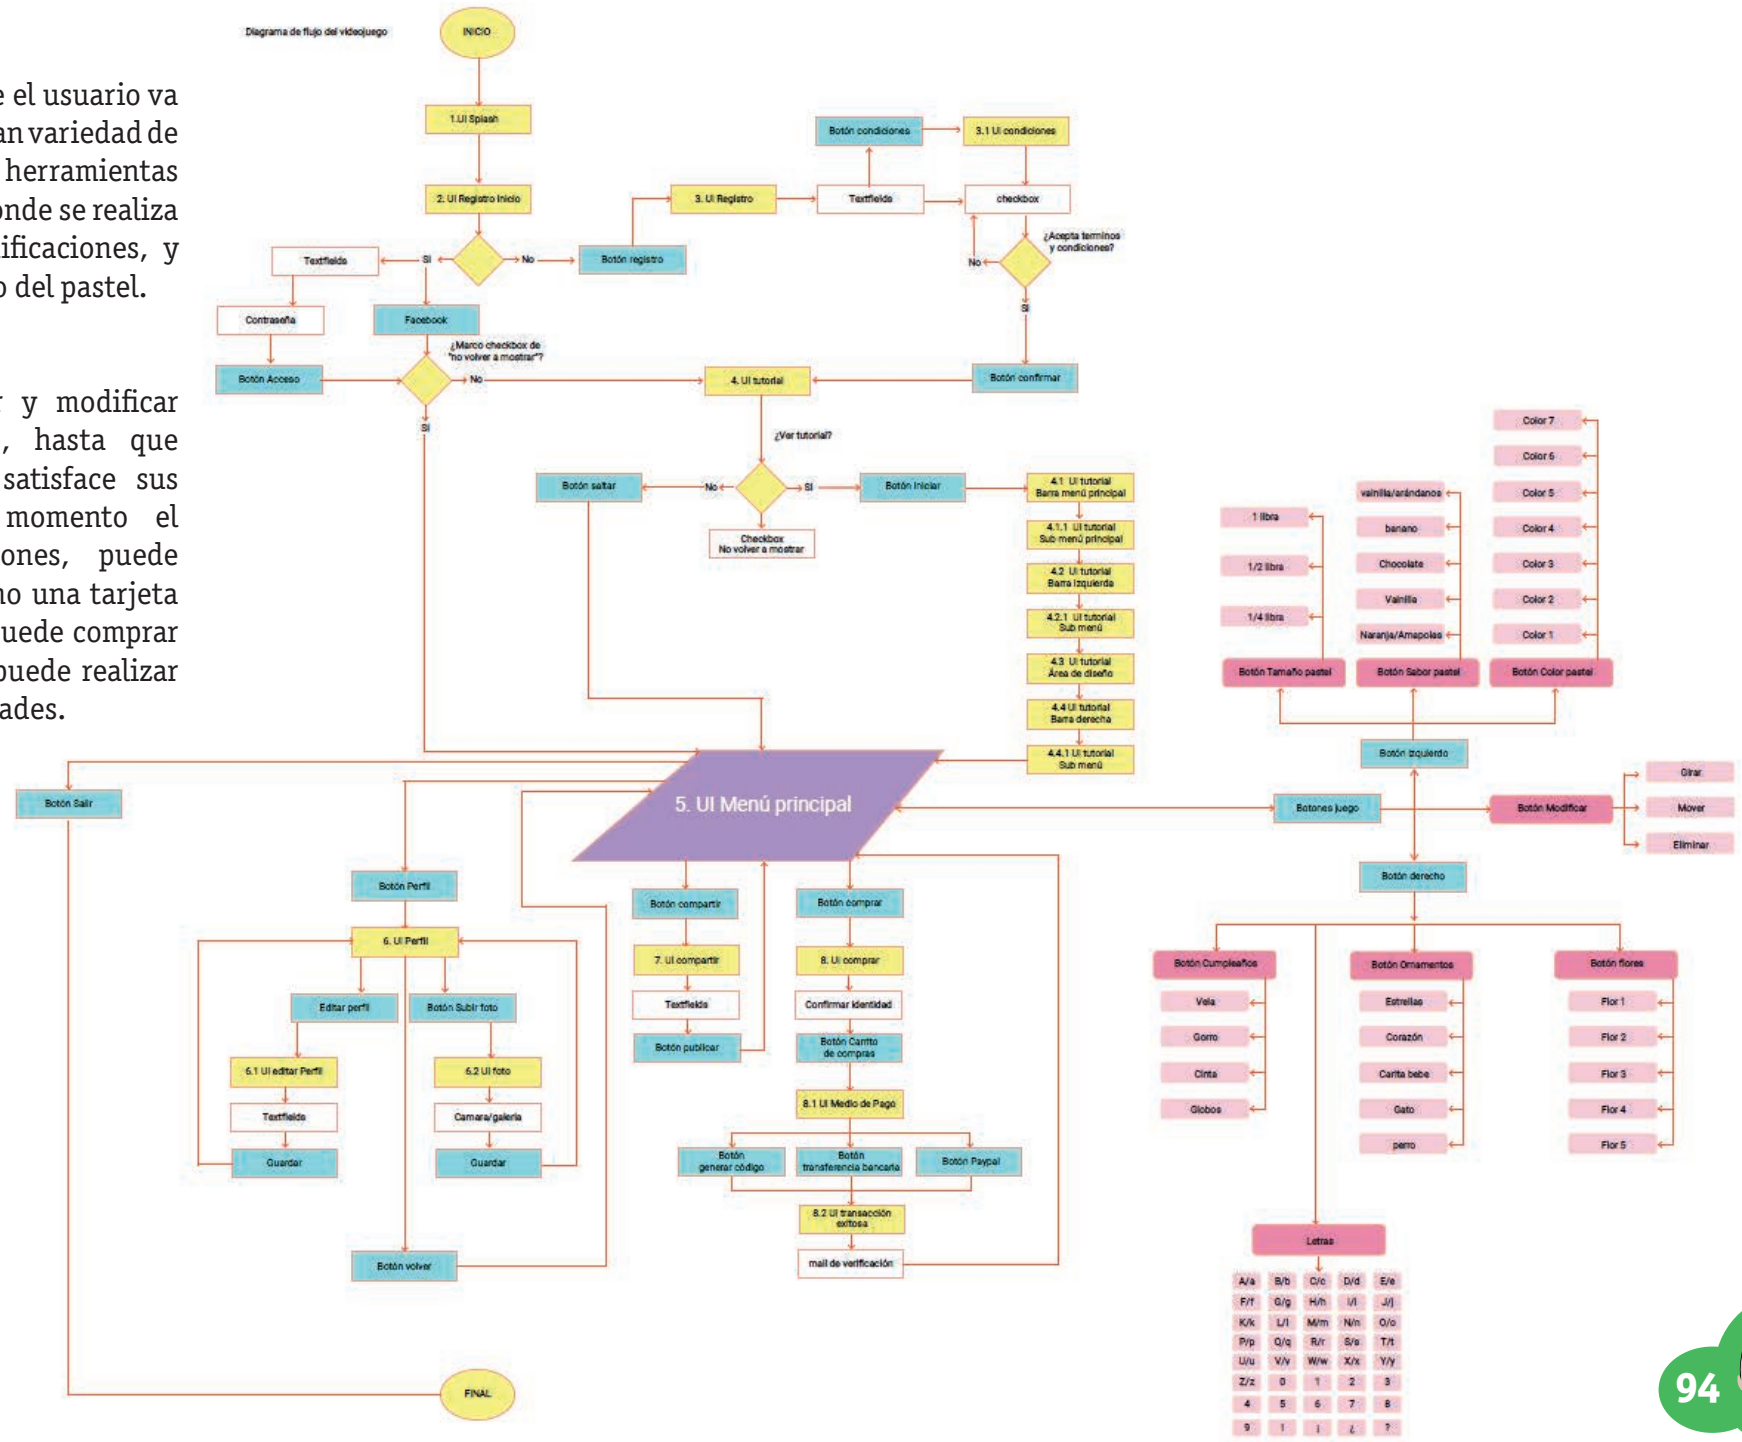 Diagrama de flujo del videojuego
INICIO
e el usuario va
an variedad de
herramientas
onde se realiza
ificaciones, y
o del pastel.
r y modificar
, hasta que
satisface sus
momento el
ones, puede
no una tarjeta
uede comprar
puede realizar
ades.
1.UI Splash
2. UI Registro Inicio
Textfields
Si
No
Botón registro
Contraseña
Facebook
Botón Acceso
¿Marco checkbox de
"no volver a mostrar"?
No
Si
3. UI Registro
Textfields
Botón condiciones
3.1 UI condiciones
checkbox
¿Acepta terminos
y condiciones?
No
Si
Botón confirmar
4. UI tutorial
¿Ver tutorial?
Botón saltar
No
Si
Botón iniciar
Checkbox
No volver a mostrar
4.1 UI tutorial
Barra menú principal
4.1.1 UI tutorial
Sub menú principal
4.2 UI tutorial
Barra Izquierda
4.2.1 UI tutorial
Sub menú
4.3 UI tutorial
Área de diseño
4.4 UI tutorial
Barra derecha
4.4.1 UI tutorial
Sub menú
5. UI Menú principal
Botón Salir
Botón Perfil
6. UI Perfil
Editar perfil
Botón Subir foto
6.1 UI editar Perfil
6.2 UI foto
Textfields
Camara/galeria
Guardar
Guardar
Botón volver
FINAL
Botón compartir
7. UI compartir
Textfields
Botón publicar
Botón comprar
8. UI comprar
Confirmar identidad
Botón Carrito
de compras
8.1 UI Medio de Pago
Botón
generar código
Botón
transferencia bancaria
Botón Paypal
8.2 UI transacción
exitosa
mail de verificación
Color 7
Color 6
Color 5
Color 4
Color 3
Color 2
Color 1
vainilla/arándanos
banano
Chocolate
Vainilla
Naranja/Amapolas
1 libra
1/2 libra
1/4 libra
Botón Tamaño pastel
Botón Sabor pastel
Botón Color pastel
Botón Izquierdo
Botones juego
Botón Modificar
Girar
Mover
Eliminar
Botón derecho
Botón Cumpleaños
Vela
Gorro
Cinta
Globos
Botón Ornamentos
Estrellas
Corazón
Carita bebe
Gato
perro
Botón flores
Flor 1
Flor 2
Flor 3
Flor 4
Flor 5
Letras
A/a B/b C/c D/d E/e
F/f G/g H/h I/i J/j
K/k L/l M/m N/n O/o
P/p Q/q R/r S/s T/t
U/u V/v W/w X/x Y/y
Z/z 0 1 2 3
4 5 6 7 8
9 ! ¡ ¿ ?
94